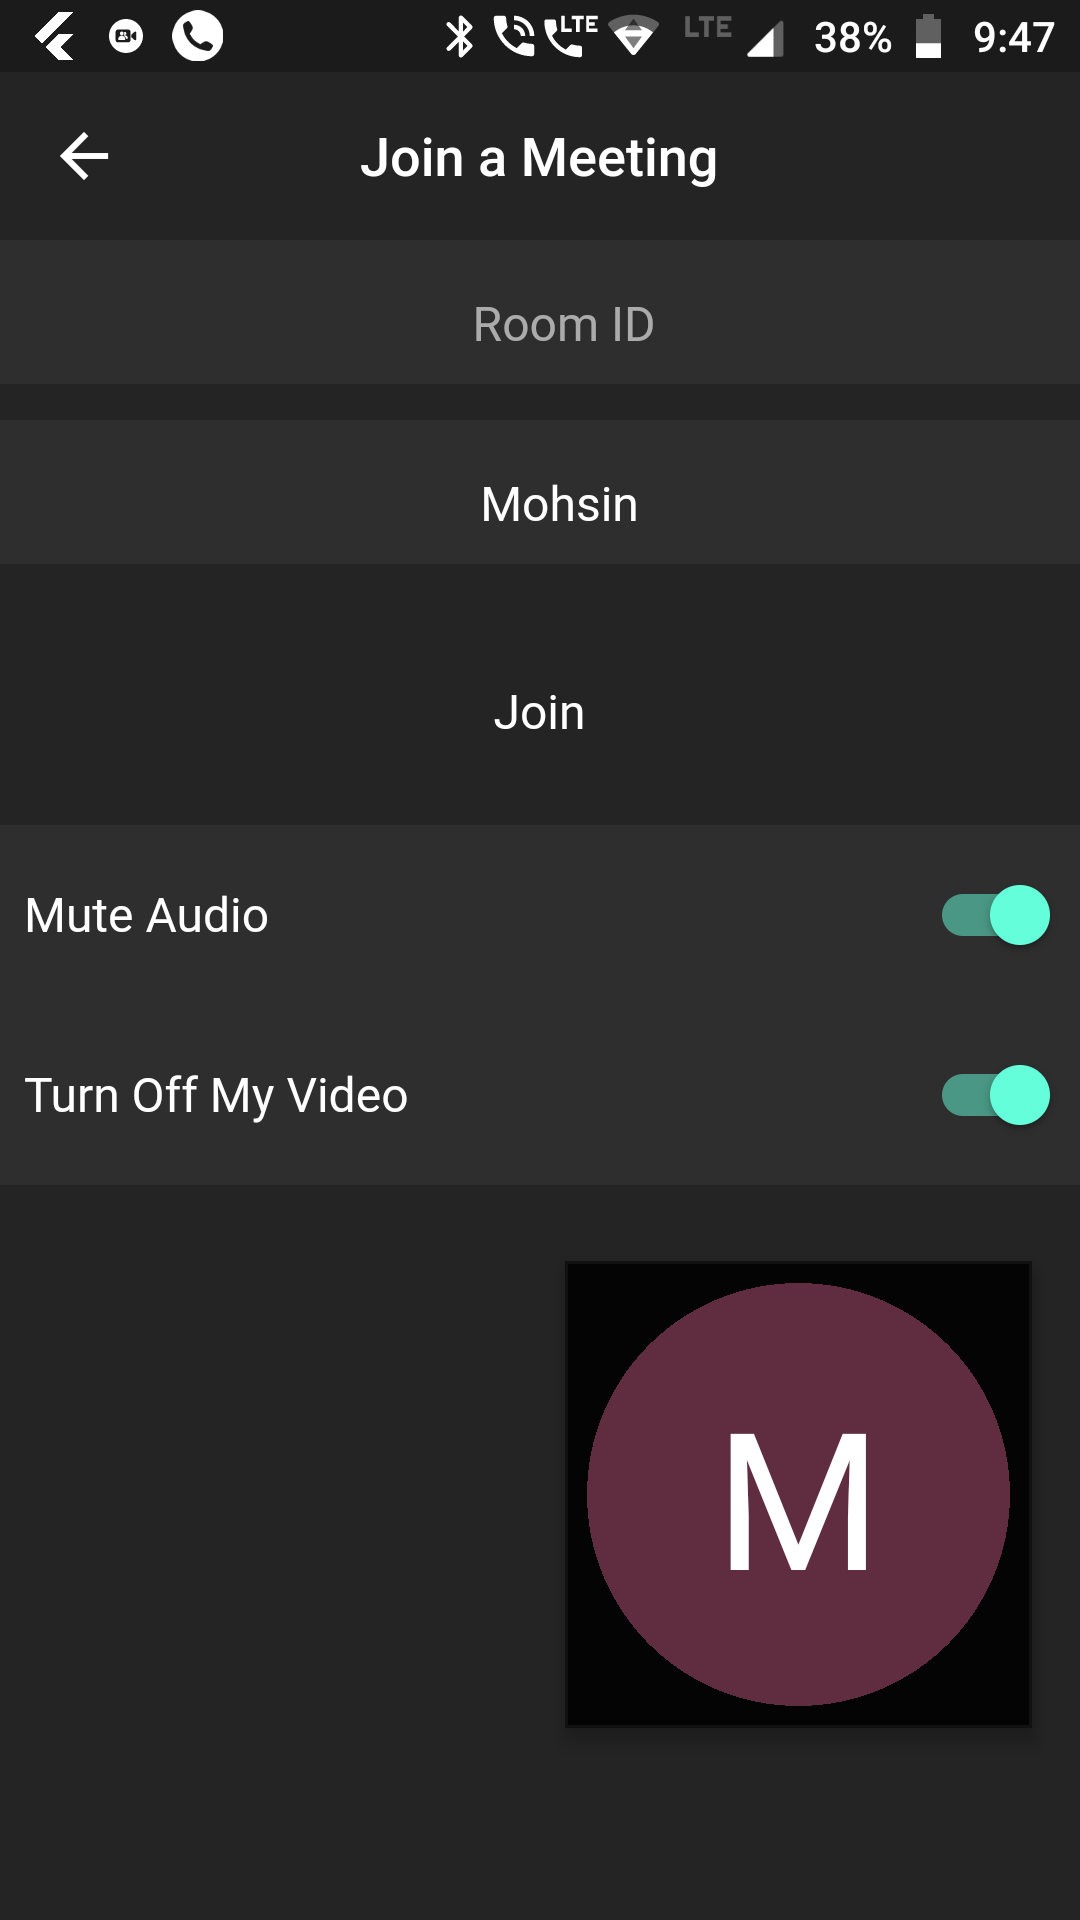 LTE LTE 38% 9:47
Join a Meeting
Room ID
Mohsin
Join
Mute Audio
Turn Off My Video
M